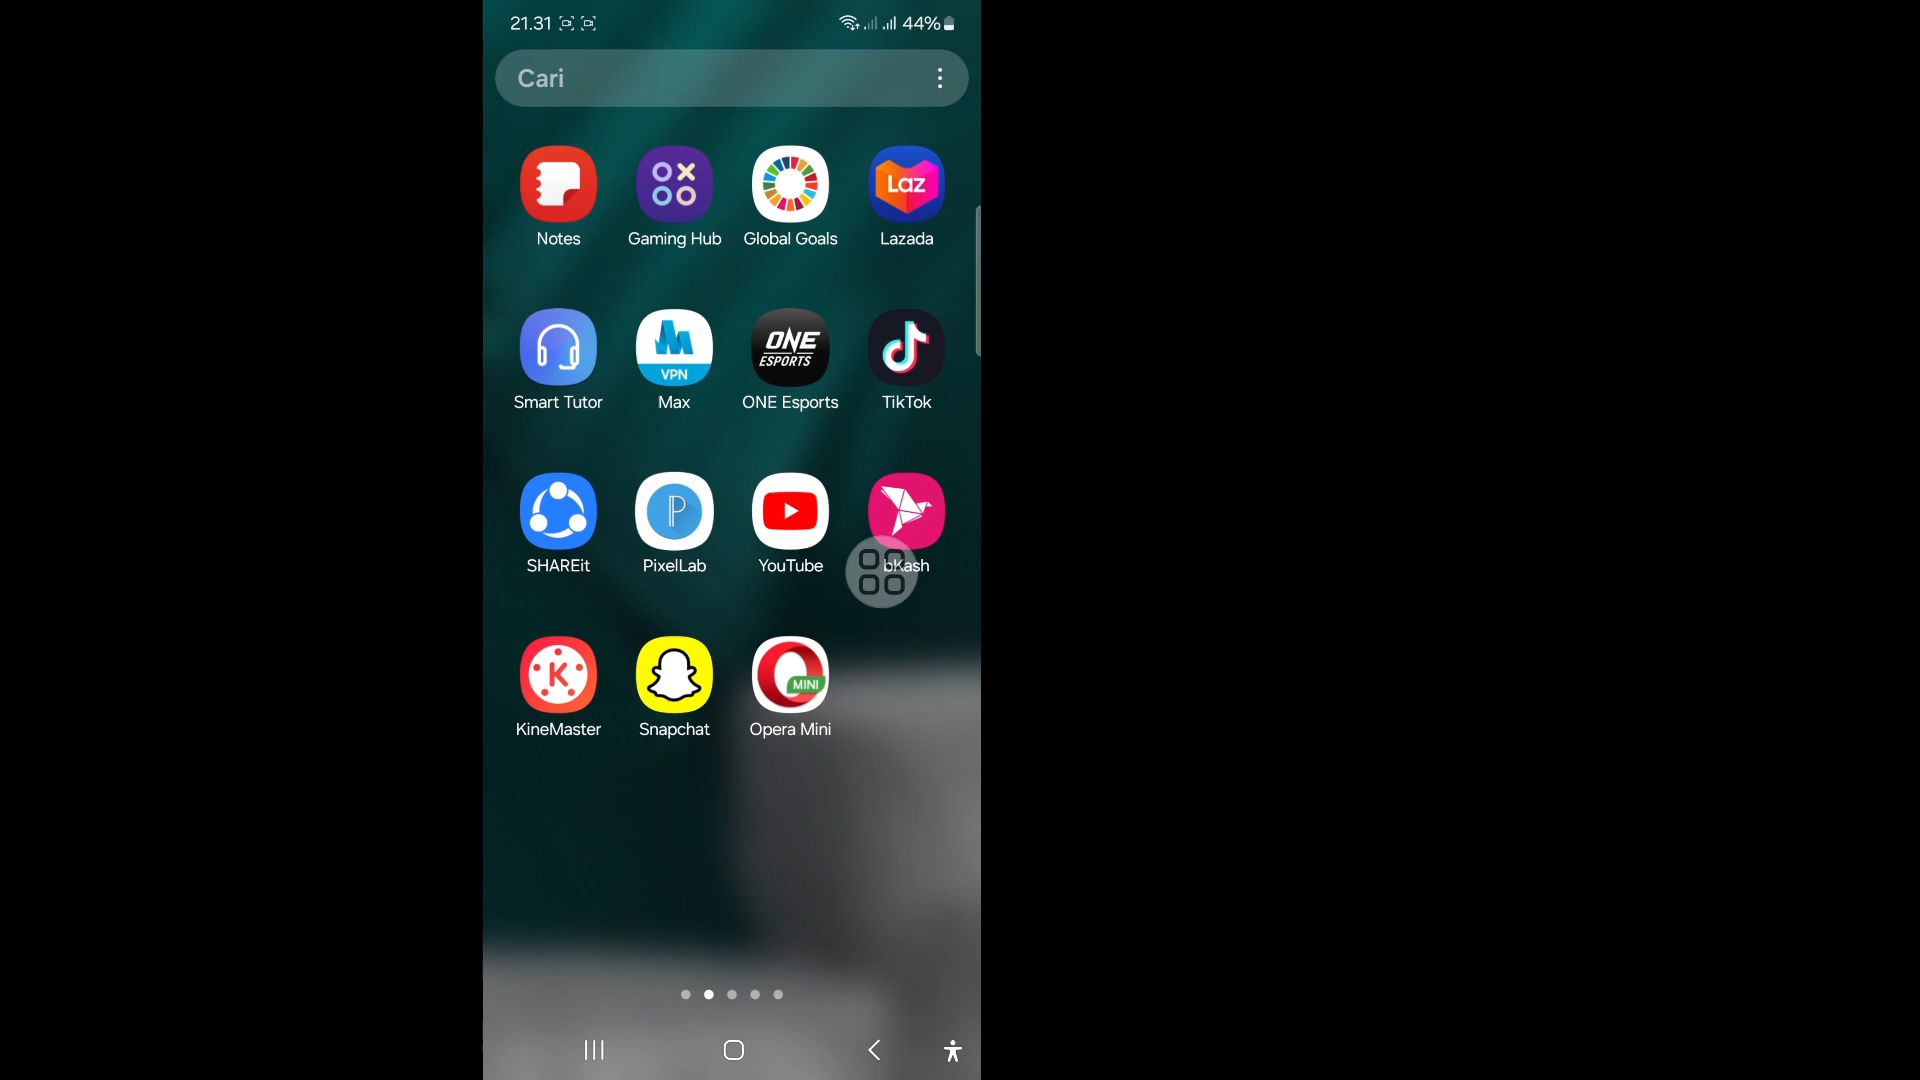 21.31 44%
Cari
Laz
Notes Gaming Hub Global Goals Lazada
VPN ONE ESPORTS
Smart Tutor Max ONE Esports TikTok
P
SHAREit PixelLab YouTube bKash
K MINI
KineMaster Snapchat Opera Mini